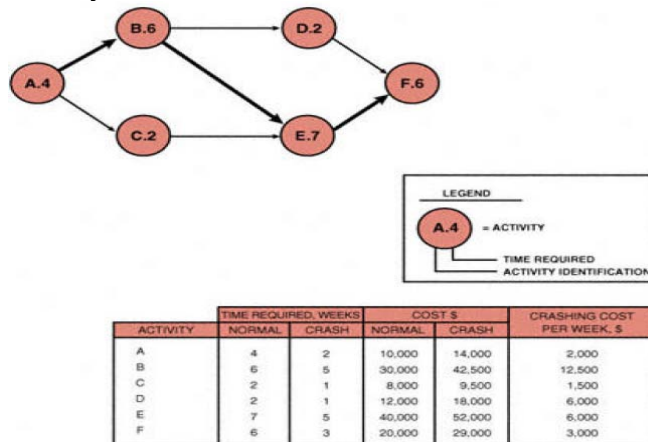 B.6 D.2
A.4 F.6
C.2 E.7
LEGEND
A.4 = ACTIVITY
TIME REQUIRED
ACTIVITY IDENTIFICATION
TIME REQUIRED, WEEKS COST $ CRASHING COST
ACTIVITY NORMAL CRASH NORMAL CRASH PER WEEK, $
A 4 2 10,000 14,000 2,000
B 6 5 30,000 42,500 12,500
C 2 1 8,000 9,500 1,500
D 2 1 12,000 18,000 6,000
E 7 5 40,000 52,000 6,000
F 6 3 20,000 29,000 3,000